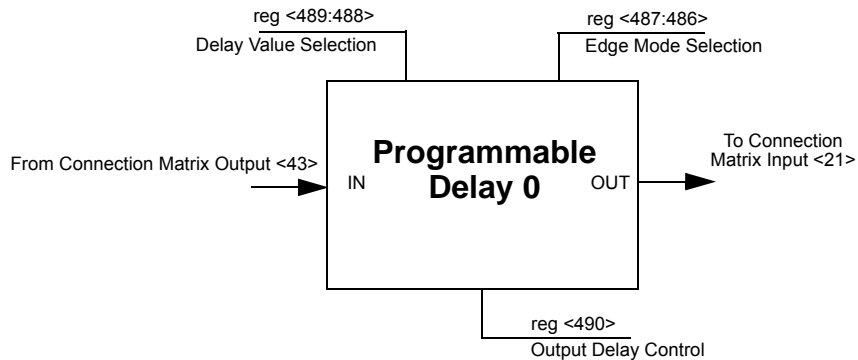 reg <489:488>
Delay Value Selection
reg <487:486>
Edge Mode Selection
From Connection Matrix Output <43>
IN
Programmable
Delay 0
OUT
To Connection
Matrix Input <21>
reg <490>
Output Delay Control